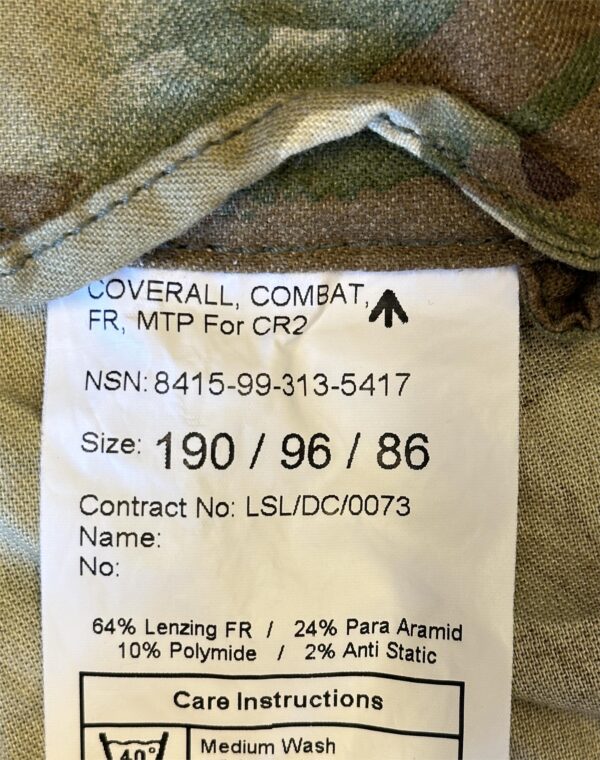 COVERALL, COMBAT,
FR, MTP For CR2
NSN: 8415-99-313-5417
Size: 190 / 96 / 86
Contract No: LSL/DC/0073
Name:
No:
64% Lenzing FR / 24% Para Aramid
10% Polymide / 2% Anti Static
Care Instructions
40° Medium Wash